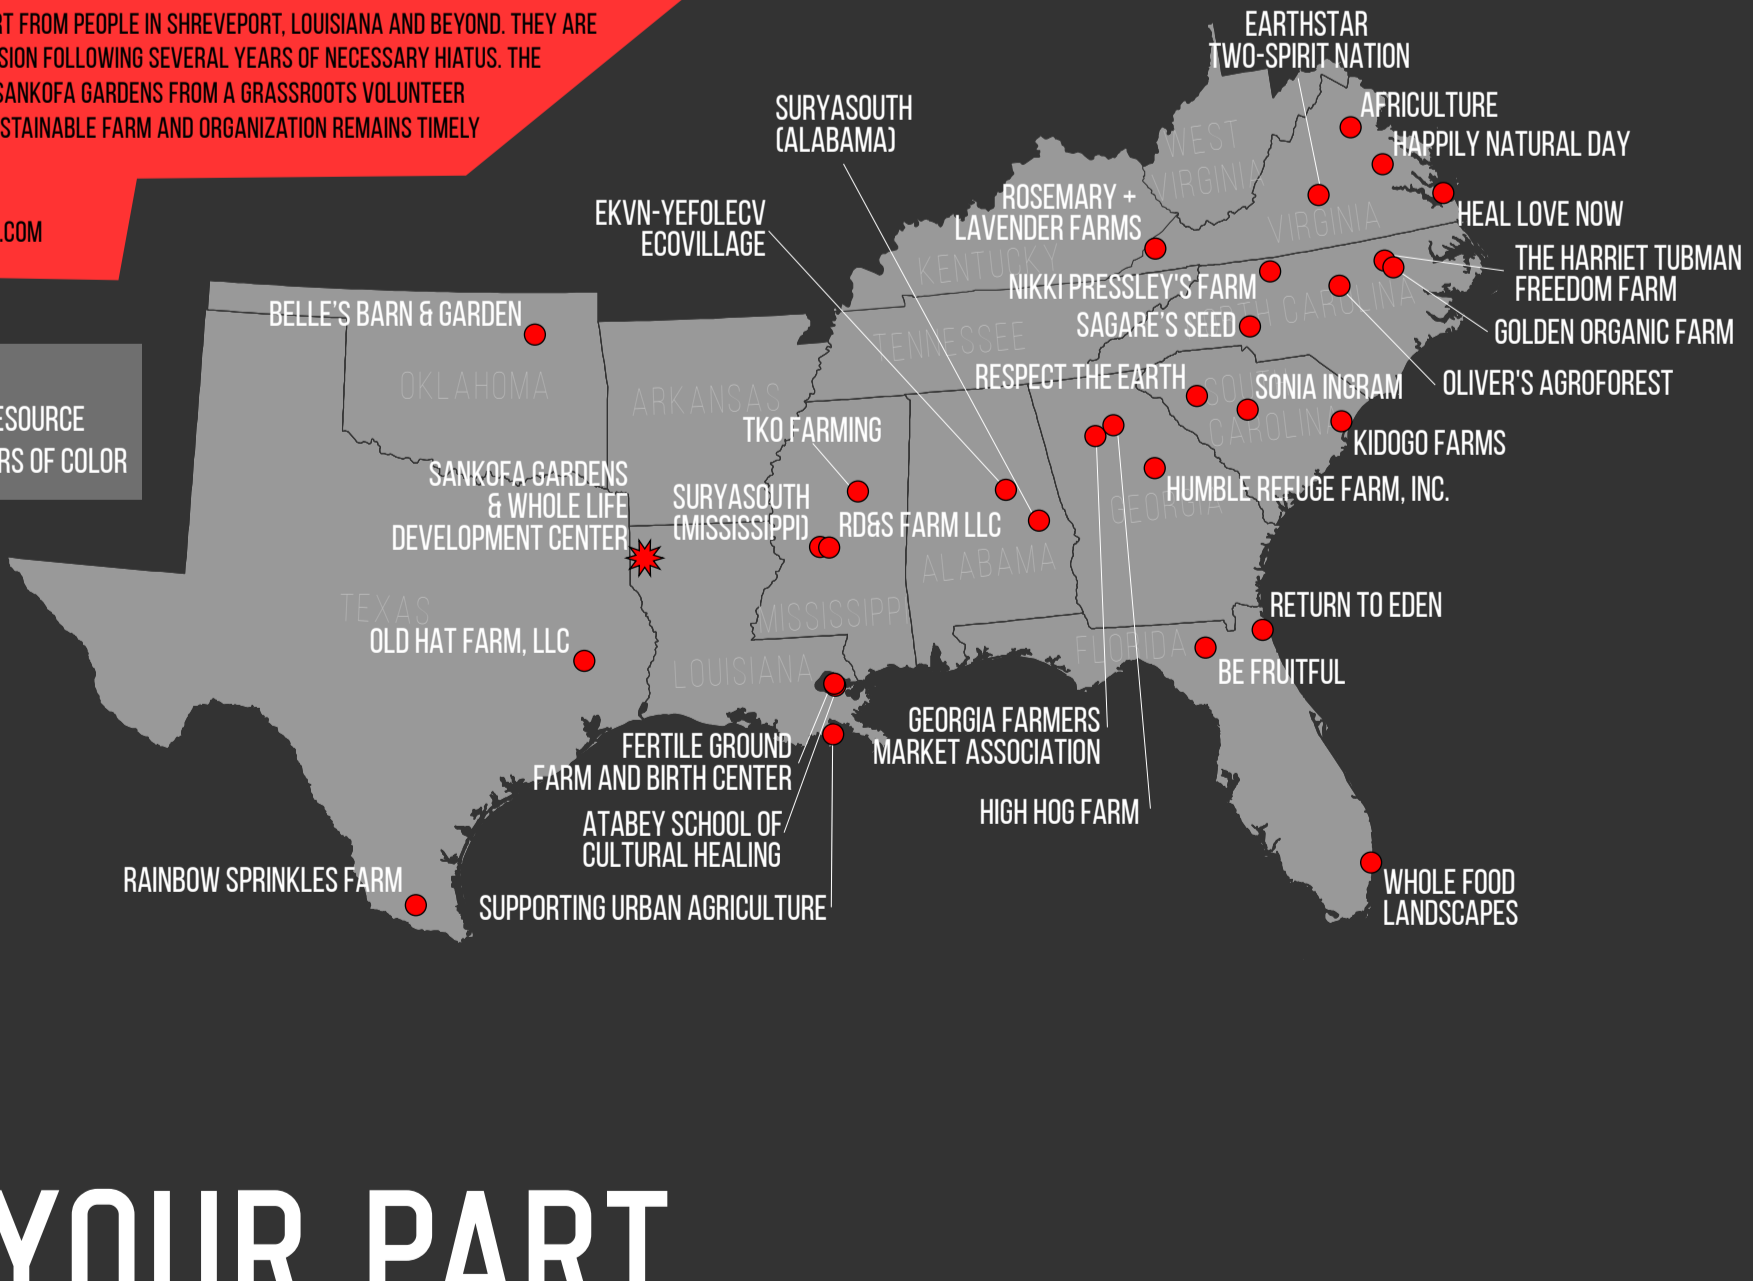 RT FROM PEOPLE IN SHREVEPORT, LOUISIANA AND BEYOND. THEY ARE
SION FOLLOWING SEVERAL YEARS OF NECESSARY HIATUS. THE
SANKOFA GARDENS FROM A GRASSROOTS VOLUNTEER
STAINABLE FARM AND ORGANIZATION REMAINS TIMELY
.COM
ESOURCE
RS OF COLOR
EARTHSTAR
TWO-SPIRIT NATION
AFRICULTURE
HAPPILY NATURAL DAY
HEAL LOVE NOW
SURYASOUTH
(ALABAMA)
EKVN-YEFOLECV
ECOVILLAGE
WEST
VIRGINIA
ROSEMARY +
LAVENDER FARMS
VIRGINIA
KENTUCKY
THE HARRIET TUBMAN
FREEDOM FARM
NIKKI PRESSLEY'S FARM
TH CAROLINA
GOLDEN ORGANIC FARM
SAGARE'S SEED
TENNESSEE
OLIVER'S AGROFOREST
BELLE'S BARN & GARDEN
OKLAHOMA
ARKANSAS
RESPECT THE EARTH
SONIA INGRAM
SOUT
CAROLINA
KIDOGO FARMS
TKO FARMING
HUMBLE REFUGE FARM, INC.
GEORGIA
SANKOFA GARDENS
& WHOLE LIFE
DEVELOPMENT CENTER
SURYASOUTH
(MISSISSIPPI)
RD&S FARM LLC
ALABAMA
TEXAS
MISSISSIPPI
RETURN TO EDEN
OLD HAT FARM, LLC
LOUISIANA
FLORIDA
BE FRUITFUL
GEORGIA FARMERS
MARKET ASSOCIATION
FERTILE GROUND
FARM AND BIRTH CENTER
HIGH HOG FARM
ATABEY SCHOOL OF
CULTURAL HEALING
RAINBOW SPRINKLES FARM
SUPPORTING URBAN AGRICULTURE
WHOLE FOOD
LANDSCAPES
YOUR PART